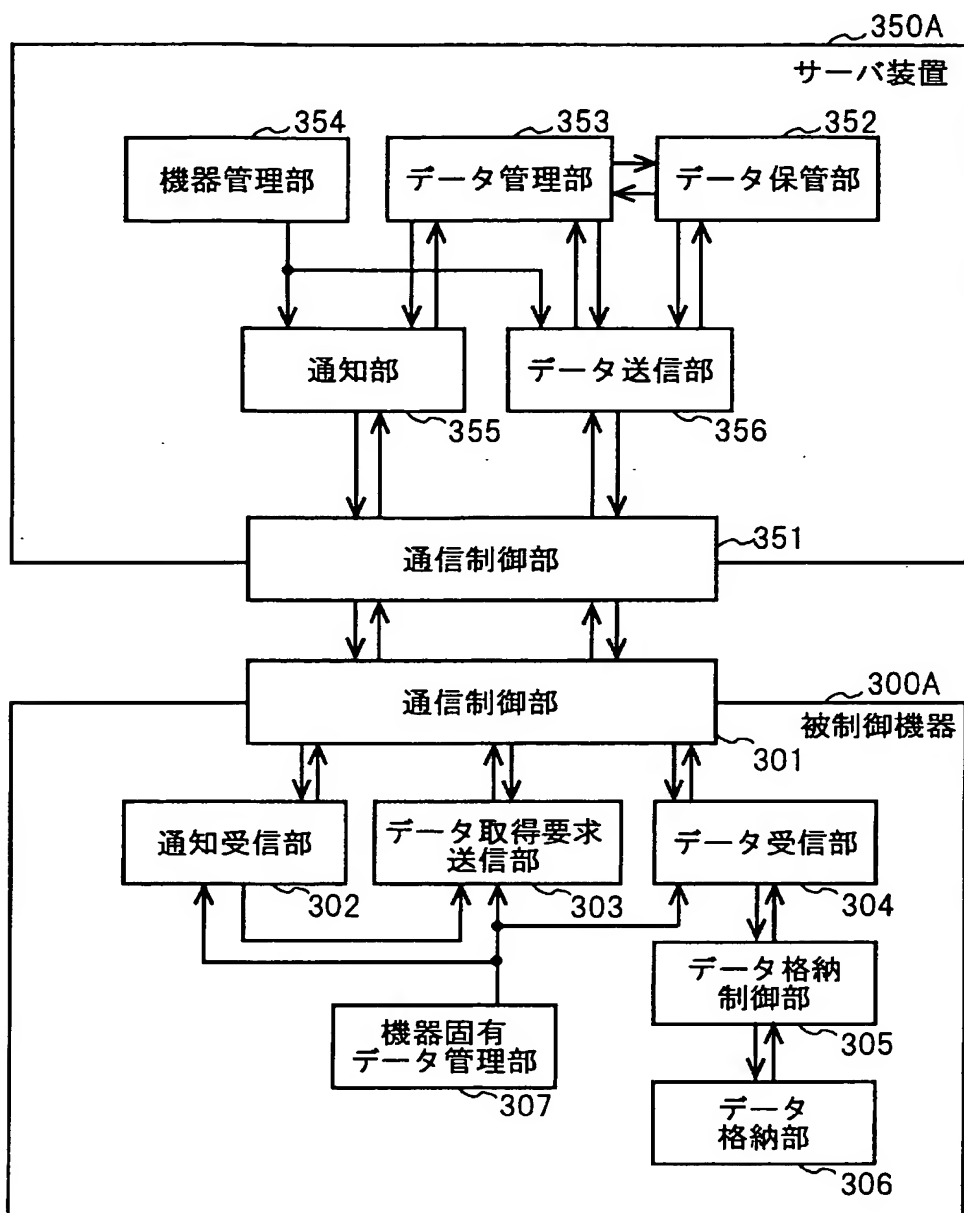 350A
サーバ装置
354
353
352
機器管理部
データ管理部
データ保管部
通知部
データ送信部
355
356
351
通信制御部
300A
通信制御部
被制御機器
301
通知受信部
データ取得要求
送信部
データ受信部
302
303
304
データ格納
制御部
305
機器固有
データ管理部
307
データ
格納部
306